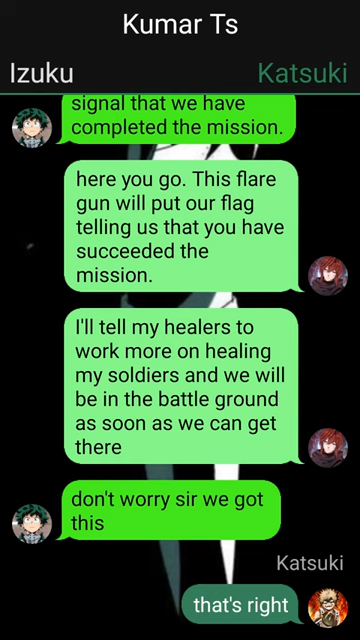 Kumar Ts
Izuku
Katsuki
signal that we have
completed the mission.
here you go. This flare
gun will put our flag
telling us that you have
succeeded the
mission.
I'll tell my healers to
work more on healing
my soldiers and we will
be in the battle ground
as soon as we can get
there
don't worry sir we got
this
Katsuki
that's right